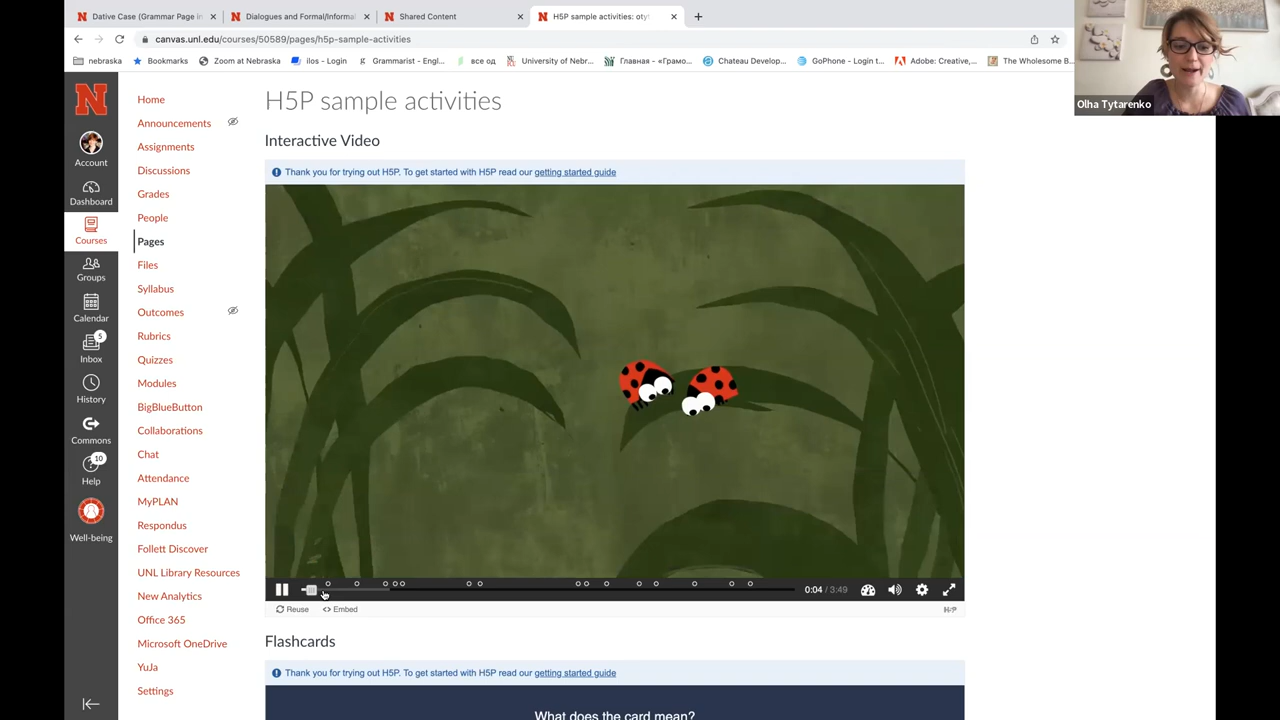 Dative Case (Grammar Page in
Dialogues and Formal/Informa
Shared Content
H5P sample activities: oty
canvas.unl.edu/courses/50589/pages/h5p-sample-activities
nebraska
Bookmarks
Zoom at Nebraska
ilos - Login
Grammarist - Engl...
все од
University of Nebr...
Главная - «Грамо...
Chateau Develop...
GoPhone - Login t...
Adobe: Creative,...
The Wholesome B...
Olha Tytarenko
N
Account
Dashboard
Courses
Groups
Calendar
5
Inbox
History
Commons
10
Help
Well-being
Home
Announcements
Assignments
Discussions
Grades
People
Pages
Files
Syllabus
Outcomes
Rubrics
Quizzes
Modules
BigBlueButton
Collaborations
Chat
Attendance
MyPLAN
Respondus
Follett Discover
UNL Library Resources
New Analytics
Office 365
Microsoft OneDrive
YuJa
Settings
H5P sample activities
Interactive Video
Thank you for trying out H5P. To get started with H5P read our getting started guide
0:04 / 3:49
Reuse
Embed
H5P
Flashcards
Thank you for trying out H5P. To get started with H5P read our getting started guide
What does the card mean?